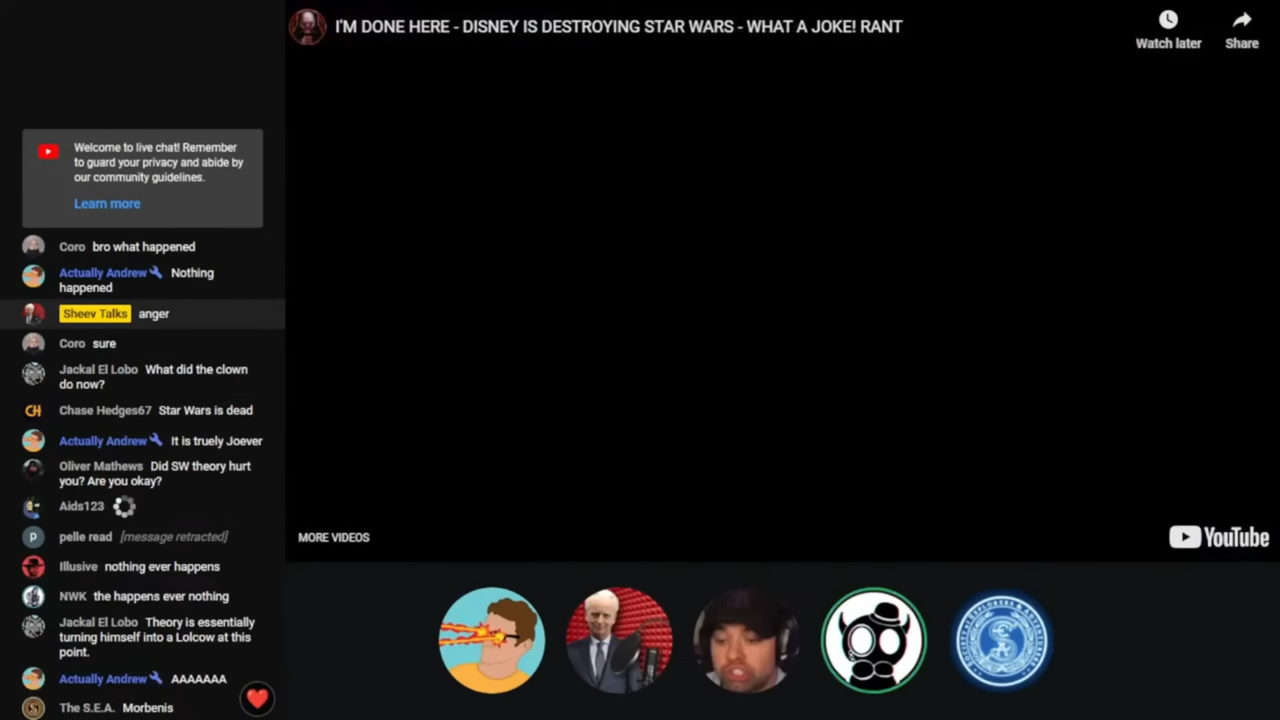 I'M DONE HERE - DISNEY IS DESTROYING STAR WARS - WHAT A JOKE! RANT
Watch later
Share
Welcome to live chat! Remember
to guard your privacy and abide by
our community guidelines.
Learn more
Coro bro what happened
Actually Andrew Nothing
happened
Sheev Talks anger
Coro sure
Jackal El Lobo What did the clown
do now?
Chase Hedges67 Star Wars is dead
Actually Andrew It is truely Joever
Oliver Mathews Did SW theory hurt
you? Are you okay?
Aids123
pelle read [message retracted]
Illusive nothing ever happens
NWK the happens ever nothing
Jackal El Lobo Theory is essentially
turning himself into a Lolcow at this
point.
Actually Andrew AAAAAAA
The S.E.A. Morbenis
MORE VIDEOS
YouTube
CH
p